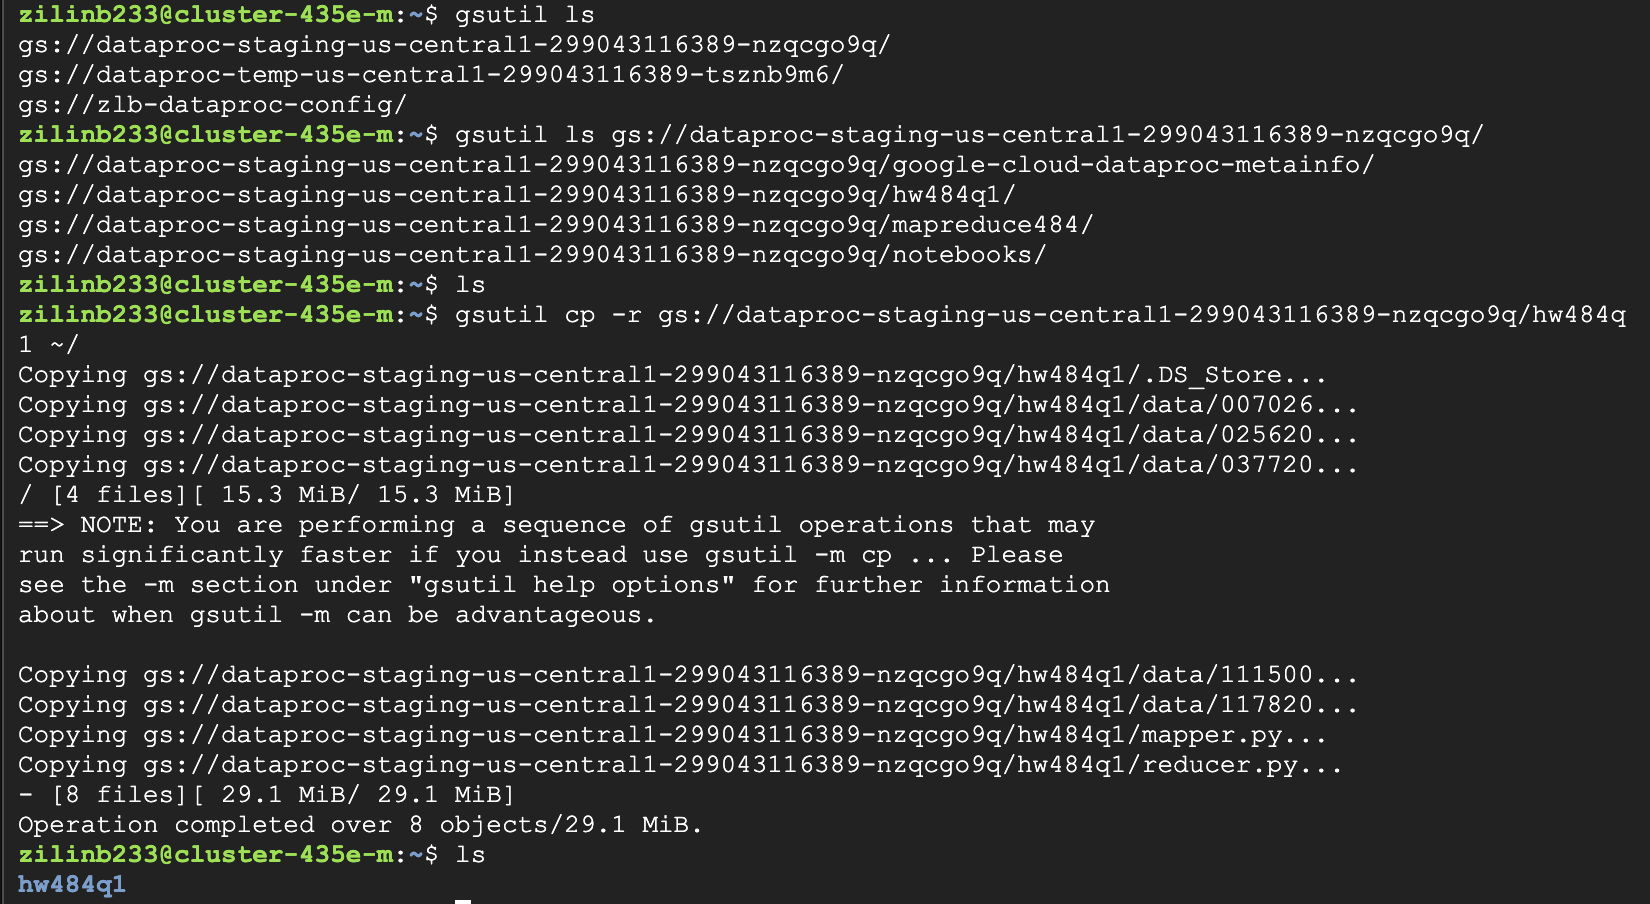 zilinb233@cluster-435e-m:~$ gsutil ls
gs://dataproc-staging-us-central1-299043116389-nzqcgo9q/
gs://dataproc-temp-us-central1-299043116389-tsznb9m6/
gs://zlb-dataproc-config/
zilinb233@cluster-435e-m:~$ gsutil ls gs://dataproc-staging-us-central1-299043116389-nzqcgo9q/
gs://dataproc-staging-us-central1-299043116389-nzqcgo9q/google-cloud-dataproc-metainfo/
gs://dataproc-staging-us-central1-299043116389-nzqcgo9q/hw484q1/
gs://dataproc-staging-us-central1-299043116389-nzqcgo9q/mapreduce484/
gs://dataproc-staging-us-central1-299043116389-nzqcgo9q/notebooks/
zilinb233@cluster-435e-m:~$ ls
zilinb233@cluster-435e-m:~$ gsutil cp -r gs://dataproc-staging-us-central1-299043116389-nzqcgo9q/hw484q
1 ~/
Copying gs://dataproc-staging-us-central1-299043116389-nzqcgo9q/hw484q1/.DS_Store...
Copying gs://dataproc-staging-us-central1-299043116389-nzqcgo9q/hw484q1/data/007026...
Copying gs://dataproc-staging-us-central1-299043116389-nzqcgo9q/hw484q1/data/025620...
Copying gs://dataproc-staging-us-central1-299043116389-nzqcgo9q/hw484q1/data/037720...
/ [4 files][ 15.3 MiB/ 15.3 MiB]
==> NOTE: You are performing a sequence of gsutil operations that may
run significantly faster if you instead use gsutil -m cp ... Please
see the -m section under "gsutil help options" for further information
about when gsutil -m can be advantageous.
Copying gs://dataproc-staging-us-central1-299043116389-nzqcgo9q/hw484q1/data/111500...
Copying gs://dataproc-staging-us-central1-299043116389-nzqcgo9q/hw484q1/data/117820...
Copying gs://dataproc-staging-us-central1-299043116389-nzqcgo9q/hw484q1/mapper.py...
Copying gs://dataproc-staging-us-central1-299043116389-nzqcgo9q/hw484q1/reducer.py...
- [8 files][ 29.1 MiB/ 29.1 MiB]
Operation completed over 8 objects/29.1 MiB.
zilinb233@cluster-435e-m:~$ ls
hw484q1